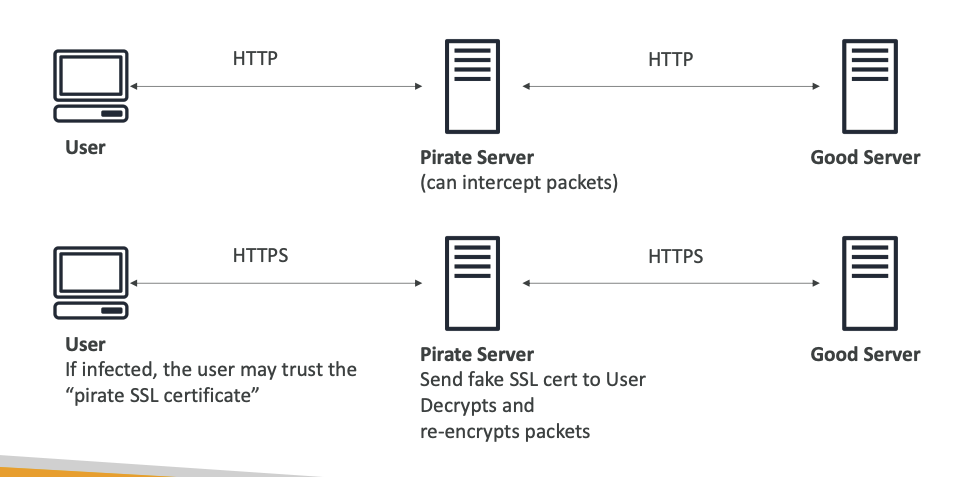 HTTP
HTTP
User
Pirate Server
(can intercept packets)
Good Server
HTTPS
HTTPS
User
If infected, the user may trust the
“pirate SSL certificate”
Pirate Server
Send fake SSL cert to User
Decrypts and
re-encrypts packets
Good Server